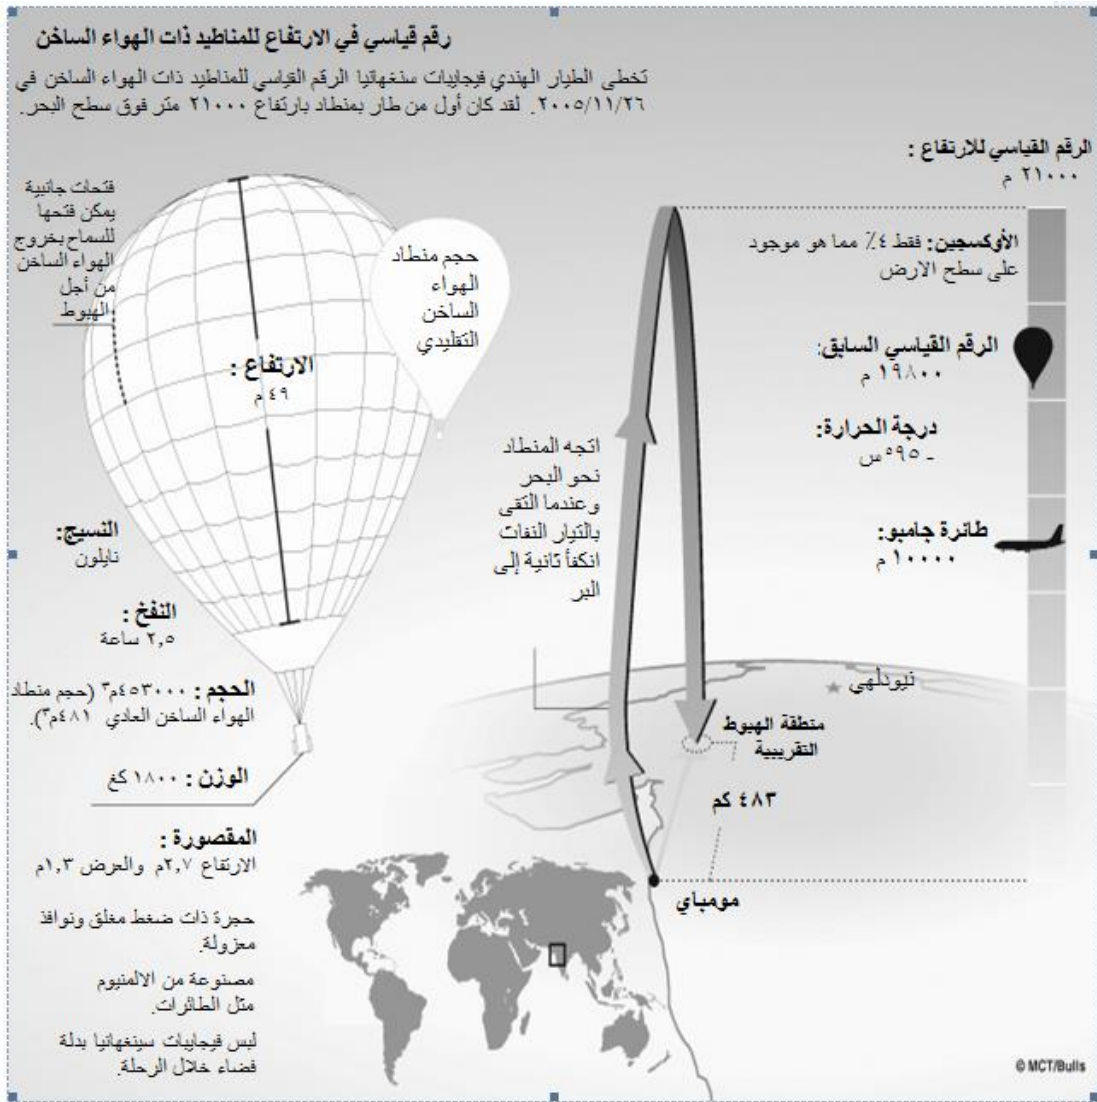 رقم قياسي في الارتفاع للمناطيد ذات الهواء الساخن
تخطى الطيار الهندي فيجايبات سنغهانيا الرقم القياسي للمناطيد ذات الهواء الساخن في
٢٠٠٥/١١/٢٦. لقد كان أول من طار بمنطاد بارتفاع ٢١٠٠٠ متر فوق سطح البحر.
الرقم القياسي للارتفاع :
٢١٠٠٠ م
الأوكسجين: فقط ٤٪ مما هو موجود
على سطح الارض
الرقم القياسي السابق:
١٩٨٠٠ م
درجة الحرارة:
- ٥٩٥°س
طائرة جامبو:
١٠٠٠٠ م
فتحات جانبية
يمكن فتحها
للسماح بخروج
الهواء الساخن
من أجل
الهبوط
حجم منطاد
الهواء
الساخن
التقليدي
الارتفاع :
٤٩ م
اتجه المنطاد
نحو البحر
وعندما التقى
بالتيار النفاث
انكفأ ثانية إلى
البر
النسيج:
نايلون
النفخ :
٢,٥ ساعة
الحجم : ٤٥٣٠٠٠م٣ (حجم منطاد
الهواء الساخن العادي ٤٨١م٣).
الوزن : ١٨٠٠ كغ
المقصورة :
الارتفاع ٢,٧م والعرض ١,٣م
حجرة ذات ضغط مغلق ونوافذ
معزولة.
مصنوعة من الالمنيوم
مثل الطائرات.
لبس فيجايبات سينغهانيا بدلة
فضاء خلال الرحلة.
نيودلهي
منطقة الهبوط
التقريبية
٤٨٣ كم
مومباي
© MCT/Bulls